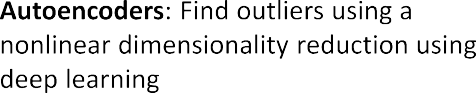 Autoencoders: Find outliers using a
nonlinear dimensionality reduction using
deep learning